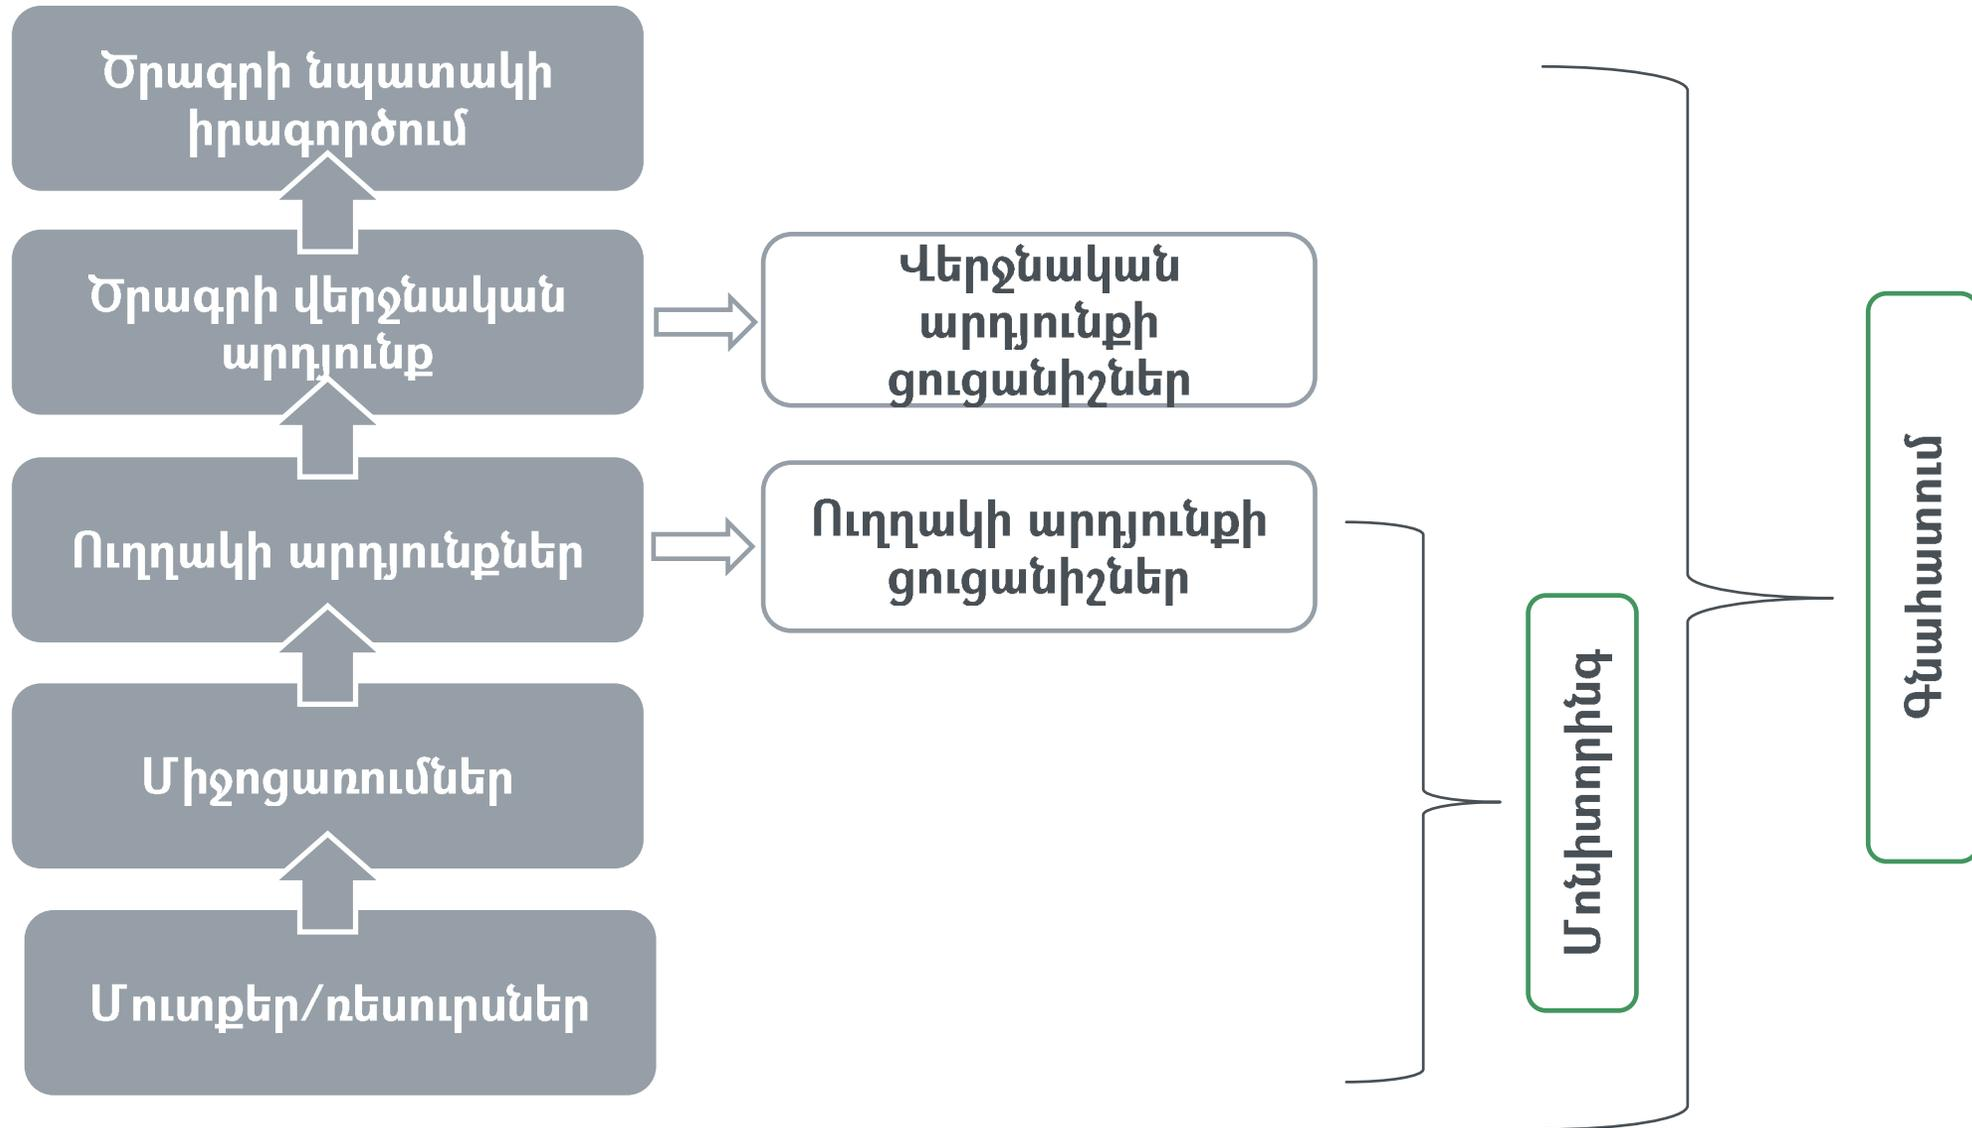 Ծրագրի նպատակի
իրագործում
Ծրագրի վերջնական
արդյունք
Վերջնական
արդյունքի
ցուցանիշներ
Ուղղակի արդյունքներ
Ուղղակի արդյունքի
ցուցանիշներ
Միջոցառումներ
Մուտքեր/ռեսուրսներ
Մոնիտորինգ
Գնահատում